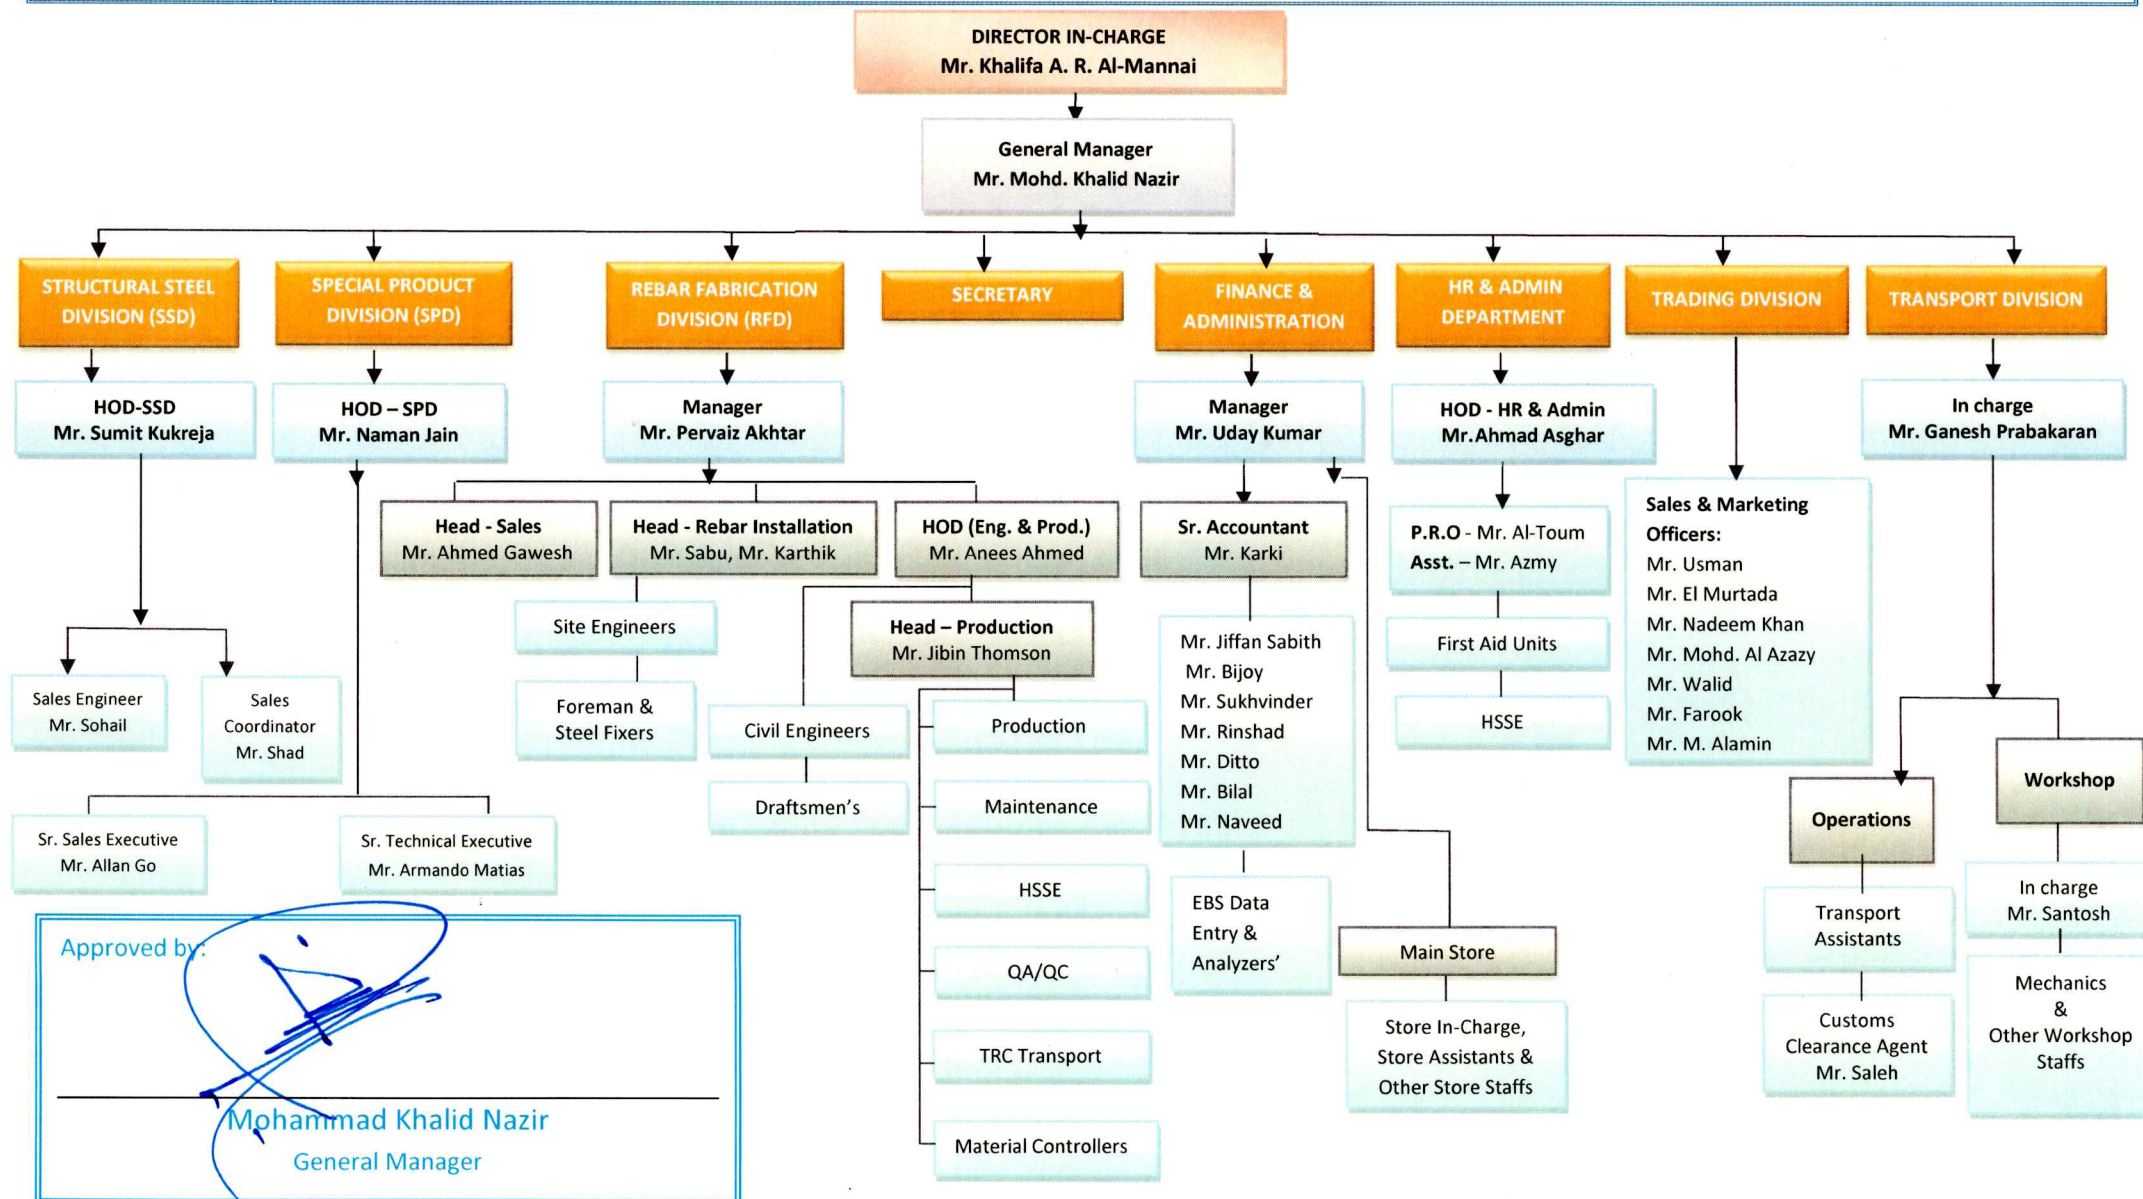 DIRECTOR IN-CHARGE
Mr. Khalifa A. R. Al-Mannai
General Manager
Mr. Mohd. Khalid Nazir
STRUCTURAL STEEL
DIVISION (SSD)
SPECIAL PRODUCT
DIVISION (SPD)
REBAR FABRICATION
DIVISION (RFD)
SECRETARY
FINANCE &
ADMINISTRATION
HR & ADMIN
DEPARTMENT
TRADING DIVISION
TRANSPORT DIVISION
HOD-SSD
Mr. Sumit Kukreja
HOD – SPD
Mr. Naman Jain
Manager
Mr. Pervaiz Akhtar
Manager
Mr. Uday Kumar
HOD - HR & Admin
Mr.Ahmad Asghar
In charge
Mr. Ganesh Prabakaran
Head - Sales
Mr. Ahmed Gawesh
Head - Rebar Installation
Mr. Sabu, Mr. Karthik
HOD (Eng. & Prod.)
Mr. Anees Ahmed
Sr. Accountant
Mr. Karki
P.R.O - Mr. Al-Toum
Asst. – Mr. Azmy
Sales & Marketing
Officers:
Mr. Usman
Mr. El Murtada
Mr. Nadeem Khan
Mr. Mohd. Al Azazy
Mr. Walid
Mr. Farook
Mr. M. Alamin
Site Engineers
Foreman &
Steel Fixers
Head – Production
Mr. Jibin Thomson
Mr. Jiffan Sabith
Mr. Bijoy
Mr. Sukhvinder
Mr. Rinshad
Mr. Ditto
Mr. Bilal
Mr. Naveed
First Aid Units
HSSE
Sales Engineer
Mr. Sohail
Sales
Coordinator
Mr. Shad
Civil Engineers
Draftsmen’s
Production
Maintenance
HSSE
QA/QC
TRC Transport
Material Controllers
Sr. Sales Executive
Mr. Allan Go
Sr. Technical Executive
Mr. Armando Matias
EBS Data
Entry &
Analyzers’
Main Store
Store In-Charge,
Store Assistants &
Other Store Staffs
Operations
Transport
Assistants
Customs
Clearance Agent
Mr. Saleh
Workshop
In charge
Mr. Santosh
Mechanics
&
Other Workshop
Staffs
Approved by:
Mohammad Khalid Nazir
General Manager